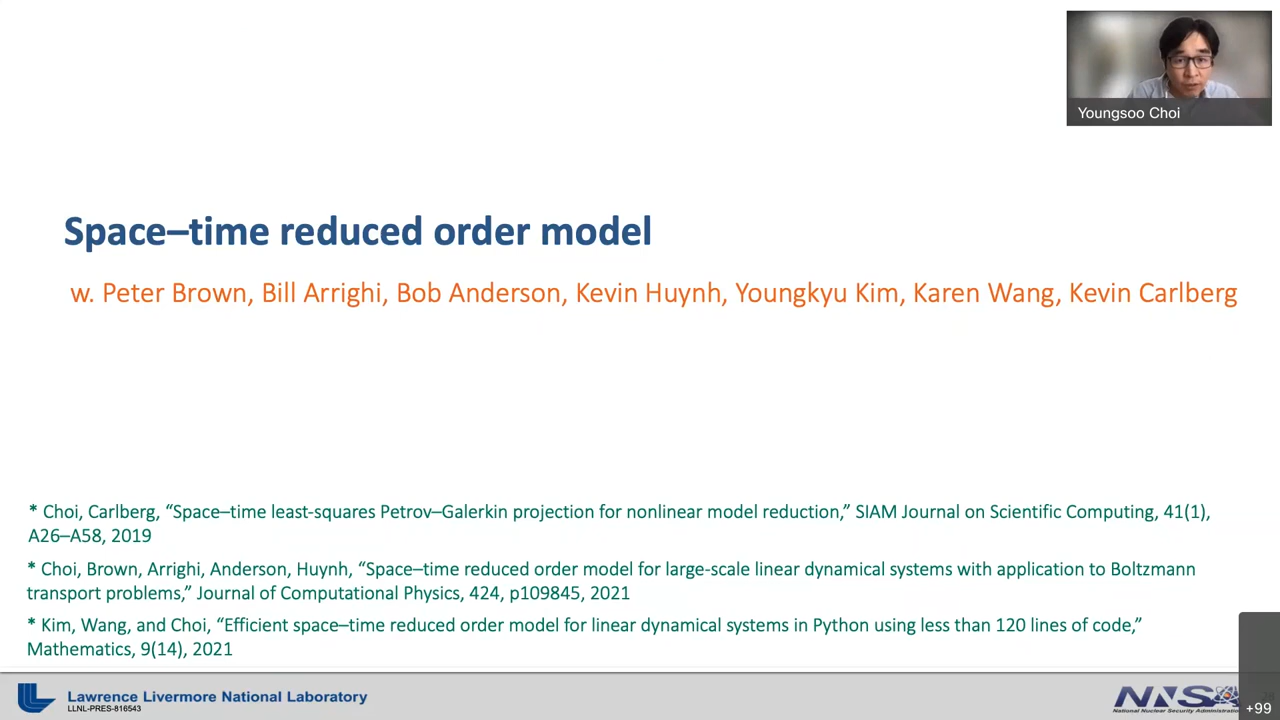 Youngsoo Choi
Space–time reduced order model
w. Peter Brown, Bill Arrighi, Bob Anderson, Kevin Huynh, Youngkyu Kim, Karen Wang, Kevin Carlberg
* Choi, Carlberg, “Space–time least-squares Petrov–Galerkin projection for nonlinear model reduction,” SIAM Journal on Scientific Computing, 41(1),
A26–A58, 2019
* Choi, Brown, Arrighi, Anderson, Huynh, “Space–time reduced order model for large-scale linear dynamical systems with application to Boltzmann
transport problems,” Journal of Computational Physics, 424, p109845, 2021
* Kim, Wang, and Choi, “Efficient space–time reduced order model for linear dynamical systems in Python using less than 120 lines of code,”
Mathematics, 9(14), 2021
Lawrence Livermore National Laboratory
LLNL-PRES-816543
NNSA
National Nuclear Security Administration
+99